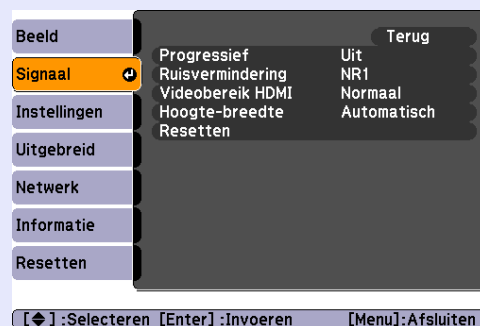 Beeld
Signaal
Instellingen
Uitgebreid
Netwerk
Informatie
Resetten
Terug
Progressief Uit
Ruisvermindering NR1
Videobereik HDMI Normaal
Hoogte-breedte Automatisch
Resetten
[ ] :Selecteren [Enter] :Invoeren [Menu]:Afsluiten